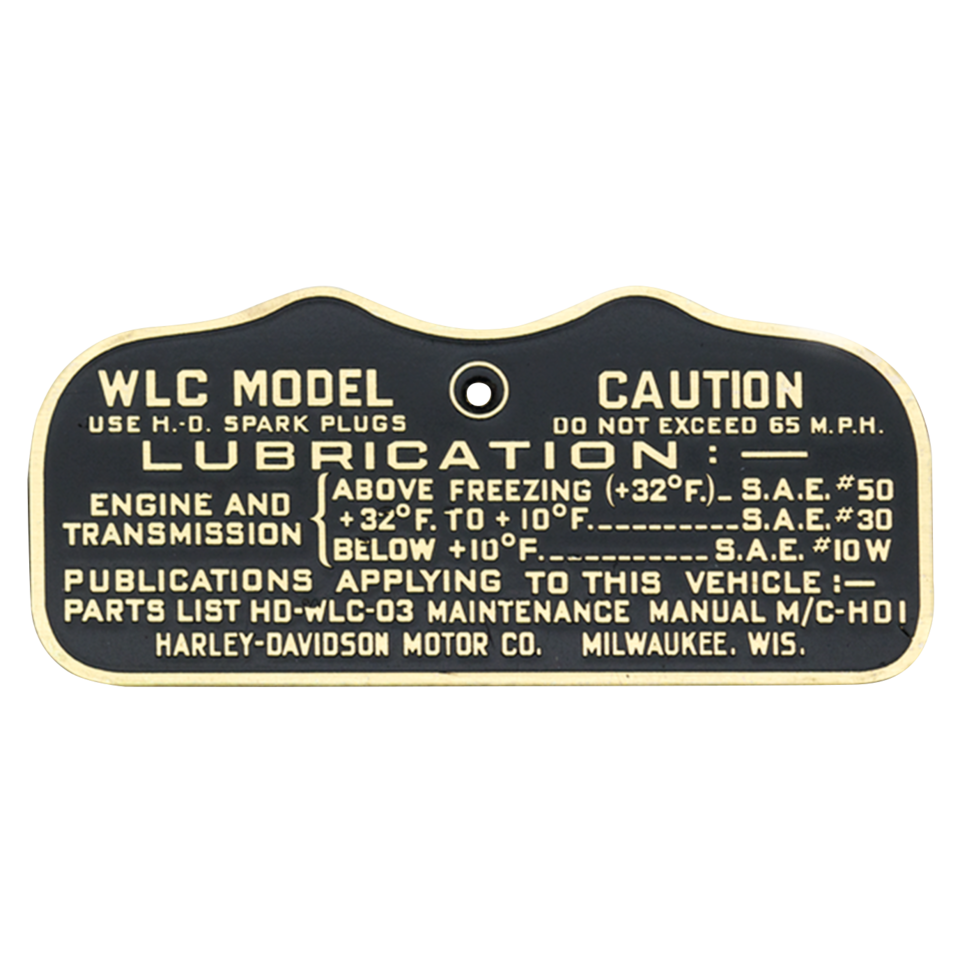 WLC MODEL
CAUTION
USE H.-D. SPARK PLUGS
DO NOT EXCEED 65 M.P.H.
LUBRICATION : —
ENGINE AND
TRANSMISSION
ABOVE FREEZING (+32°F.)_ S.A.E. #50
+32°F. TO +10°F.__________S.A.E. #30
BELOW +10°F.___________ S.A.E. #10W
PUBLICATIONS APPLYING TO THIS VEHICLE :—
PARTS LIST HD-WLC-03 MAINTENANCE MANUAL M/C-HD1
HARLEY-DAVIDSON MOTOR CO. MILWAUKEE, WIS.